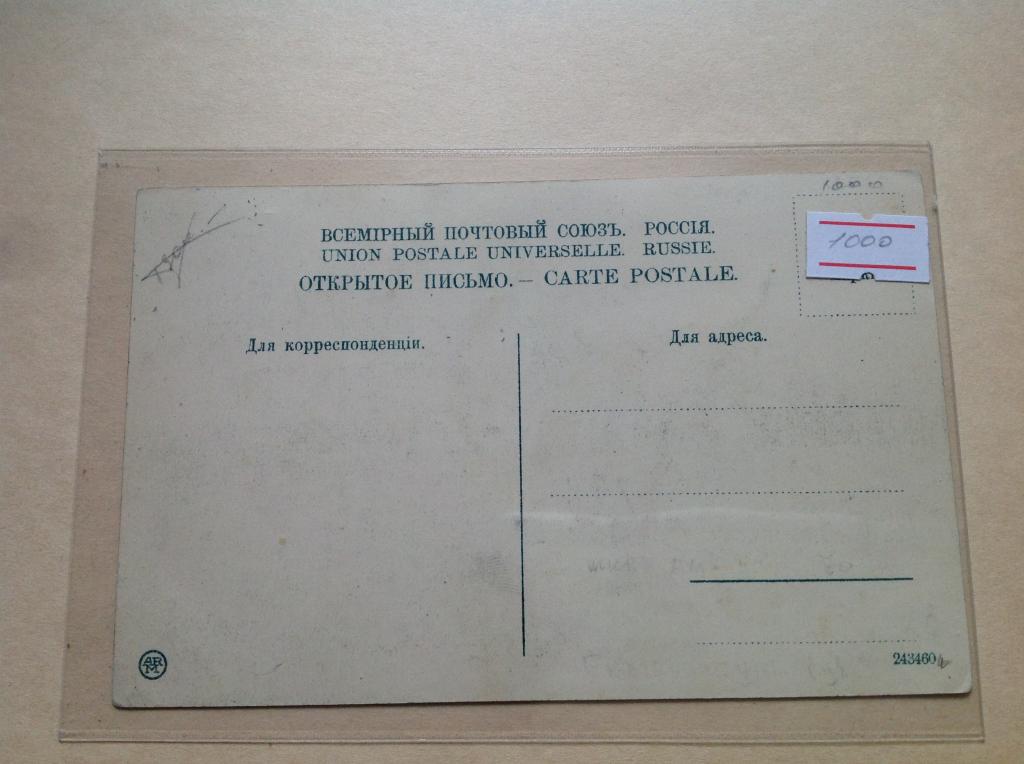 1000
ВСЕМІРНЫЙ ПОЧТОВЫЙ СОЮЗЪ. РОССІЯ.
UNION POSTALE UNIVERSELLE. RUSSIE.
ОТКРЫТОЕ ПИСЬМО. — CARTE POSTALE.
1000
Для корреспонденціи.
Для адреса.
243460